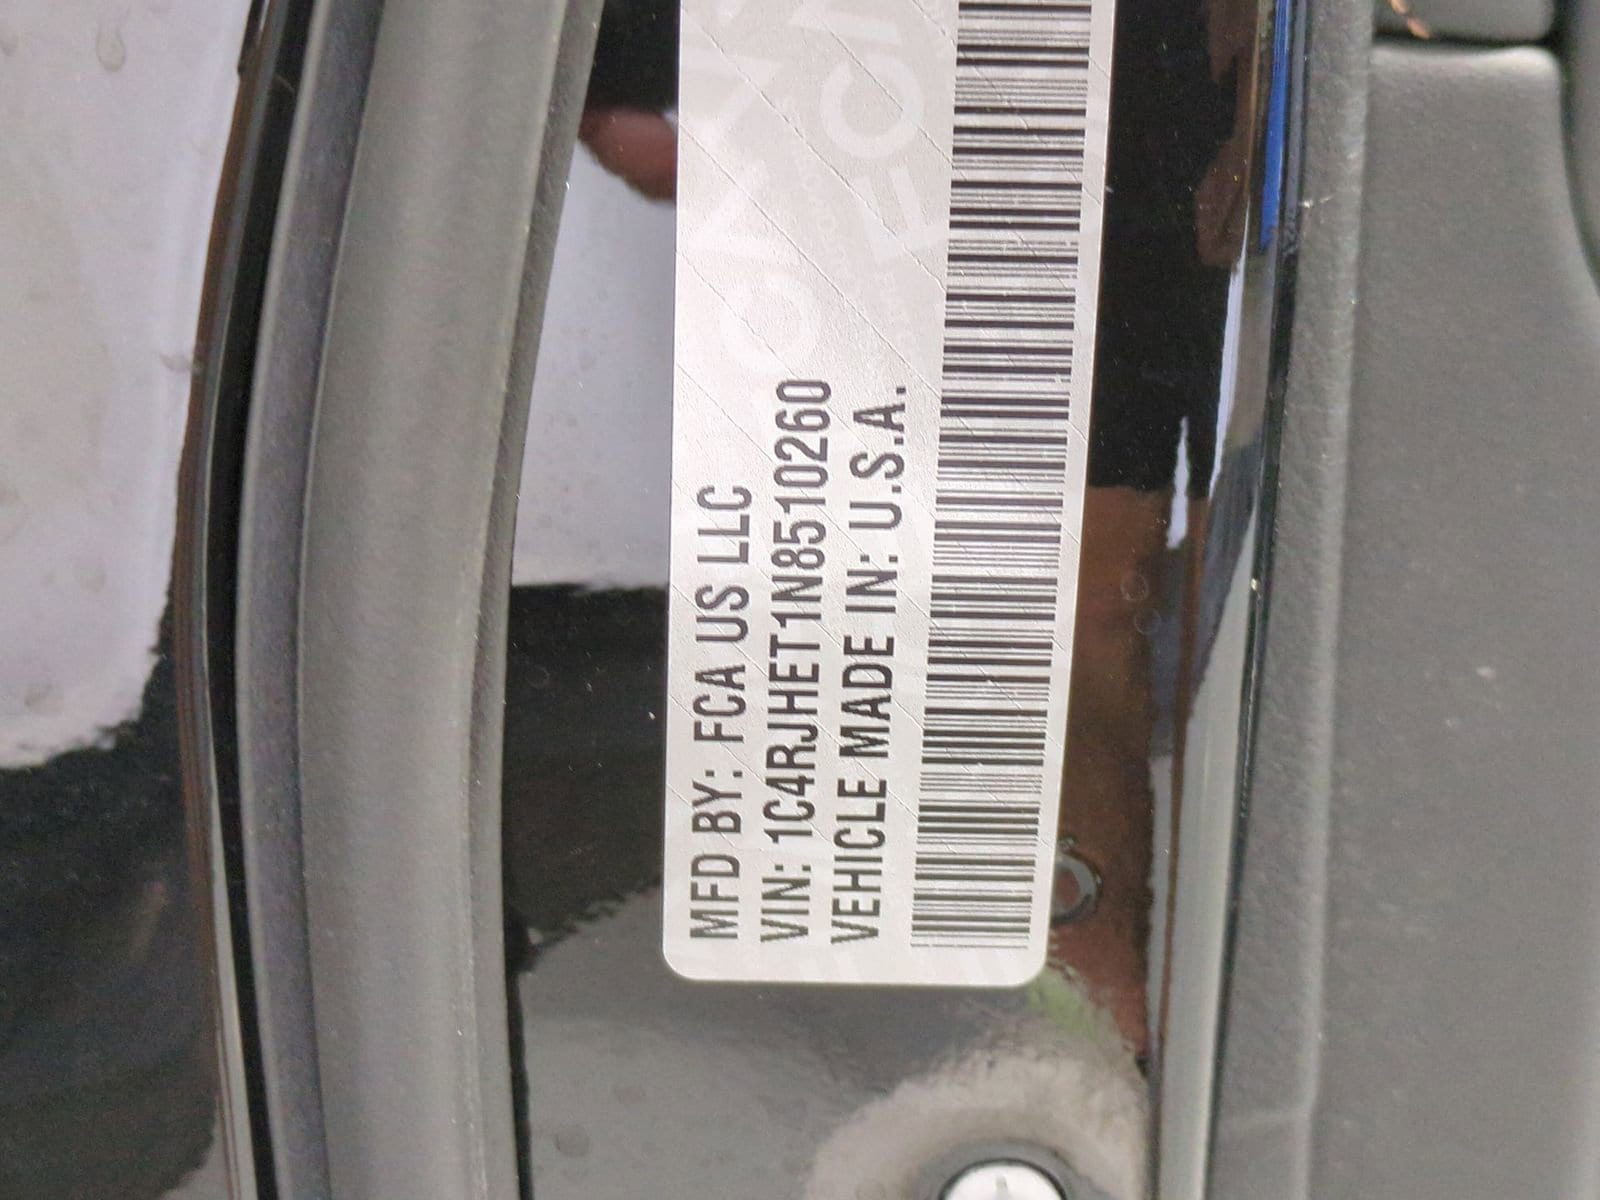 MFD BY: FCA US LLC
VIN: 1C4RJHET1N8510260
VEHICLE MADE IN: U.S.A.